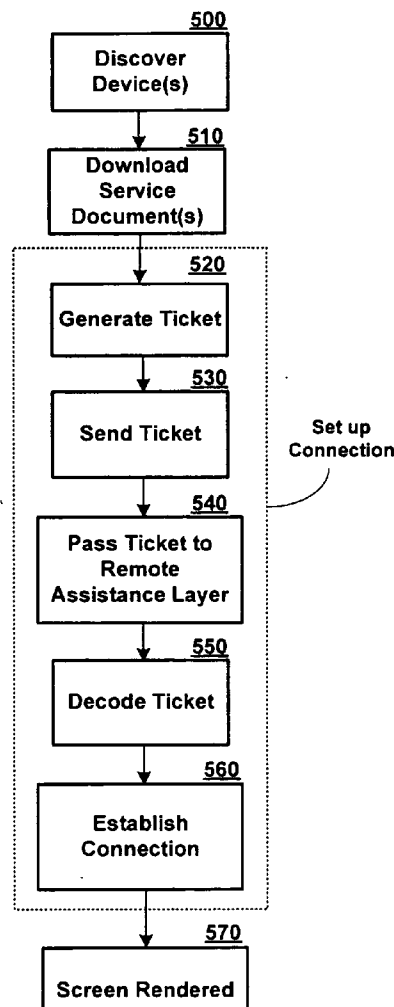 500
Discover
Device(s)
510
Download
Service
Document(s)
520
Generate Ticket
530
Send Ticket
Set up
Connection
540
Pass Ticket to
Remote
Assistance Layer
550
Decode Ticket
560
Establish
Connection
570
Screen Rendered